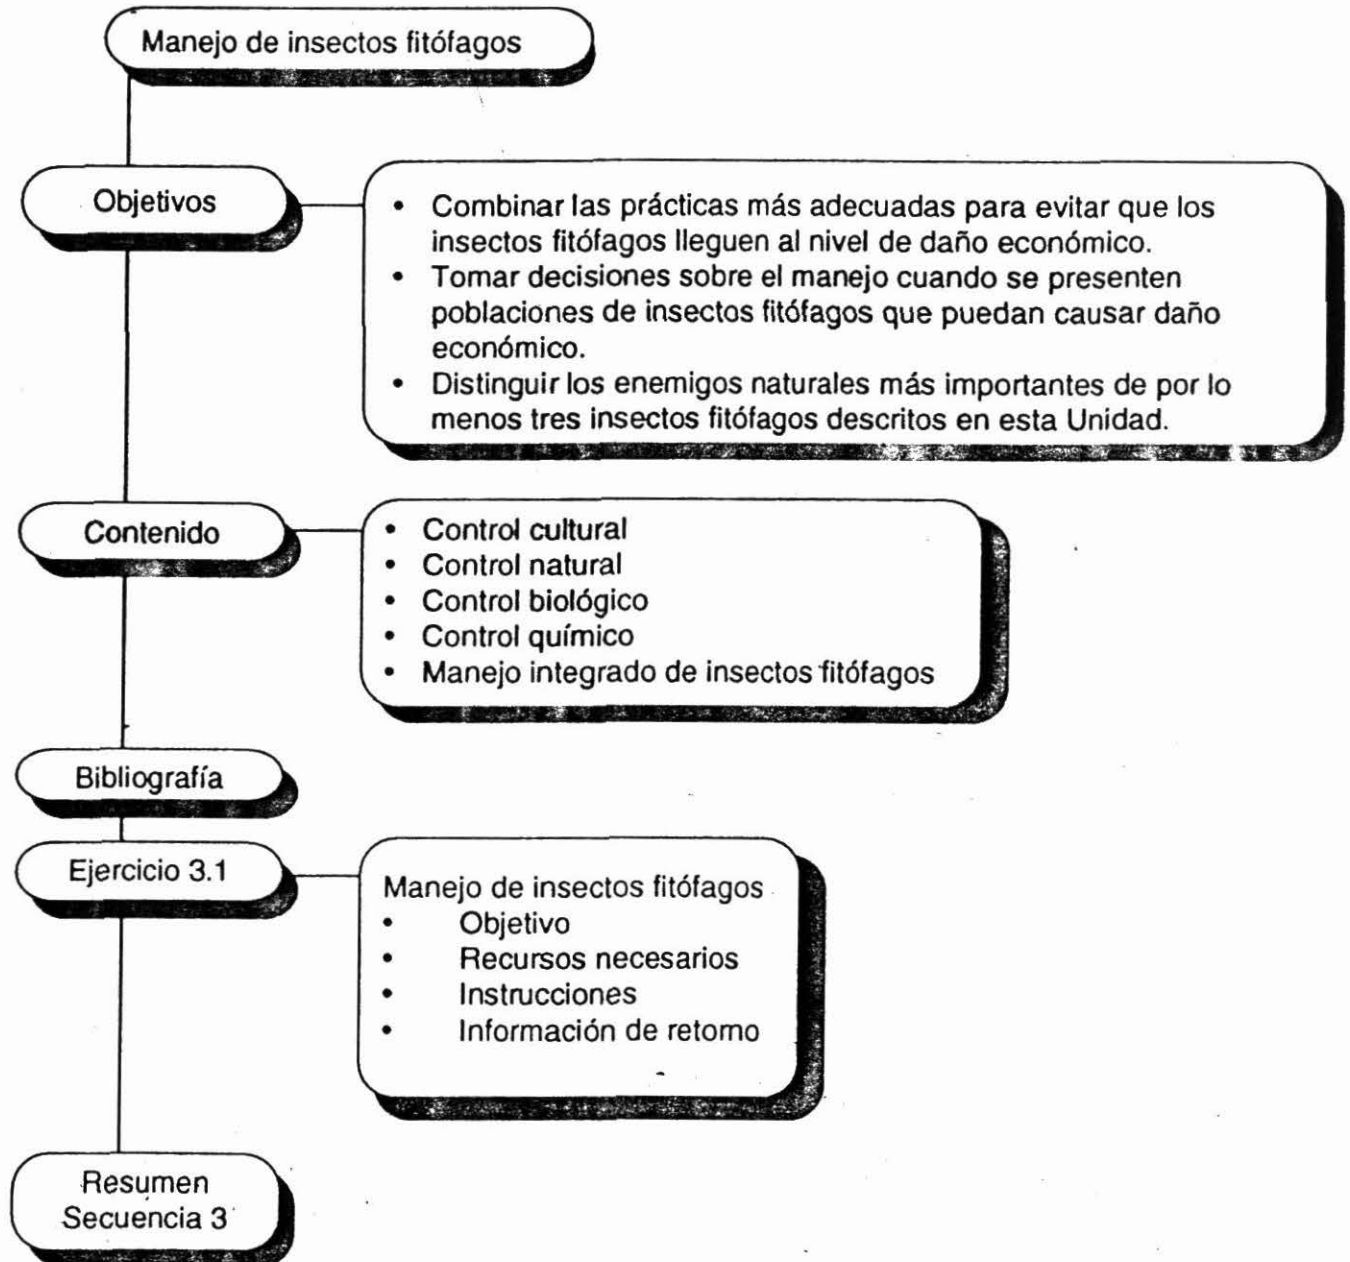 Manejo de insectos fitófagos
Objetivos
• Combinar las prácticas más adecuadas para evitar que los
insectos fitófagos lleguen al nivel de daño económico.
• Tomar decisiones sobre el manejo cuando se presenten
poblaciones de insectos fitófagos que puedan causar daño
económico.
• Distinguir los enemigos naturales más importantes de por lo
menos tres insectos fitófagos descritos en esta Unidad.
Contenido
• Control cultural
• Control natural
• Control biológico
• Control químico
• Manejo integrado de insectos fitófagos
Bibliografía
Ejercicio 3.1
Manejo de insectos fitófagos
• Objetivo
• Recursos necesarios
• Instrucciones
• Información de retorno
Resumen
Secuencia 3